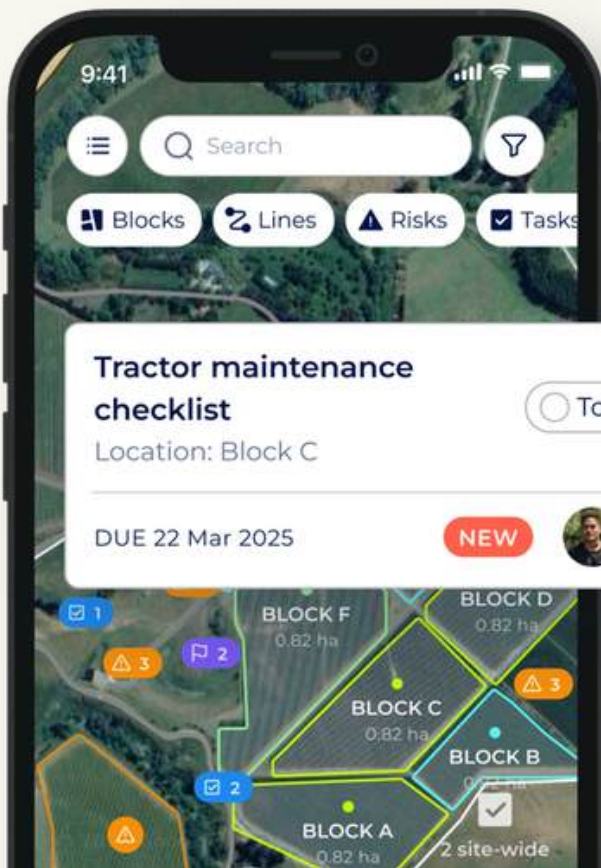 9:41
Search
Blocks
Lines
Risks
Tasks
Tractor maintenance
checklist
Location: Block C
DUE 22 Mar 2025
NEW
1
BLOCK F
0.82 ha
BLOCK D
0.82 ha
3
2
3
BLOCK C
0.82 ha
BLOCK B
2
BLOCK A
0.82 ha
2 site-wide